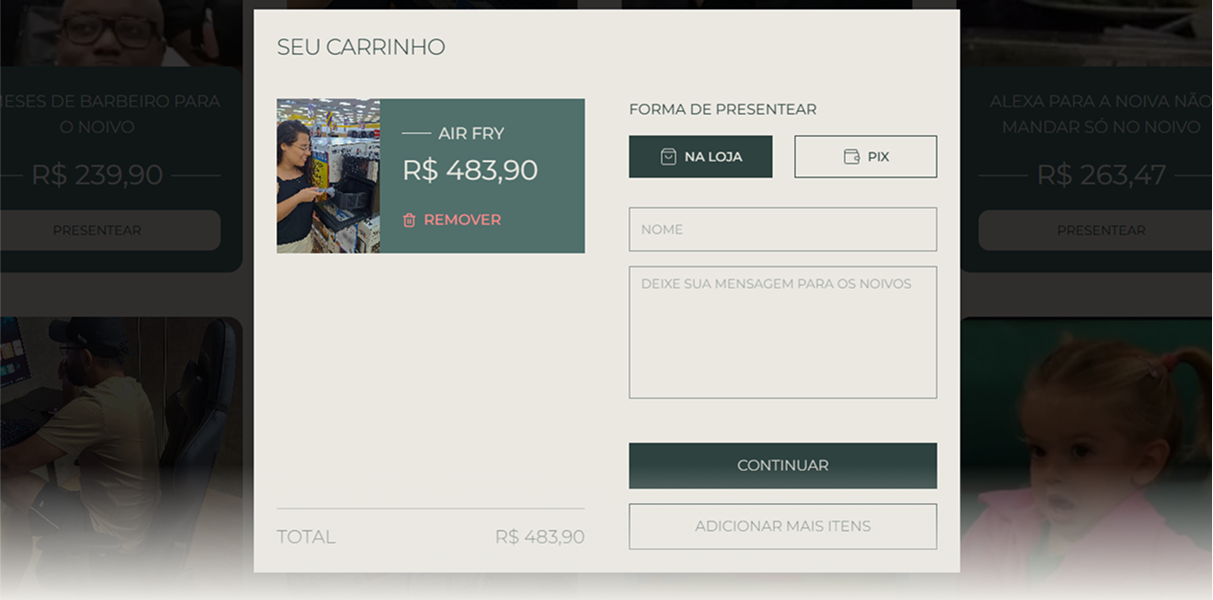 SEU CARRINHO
AIR FRY
R$ 483,90
REMOVER
TOTAL
R$ 483,90
FORMA DE PRESENTEAR
NA LOJA
PIX
NOME
DEIXE SUA MENSAGEM PARA OS NOIVOS
CONTINUAR
ADICIONAR MAIS ITENS
MESES DE BARBEIRO PARA
O NOIVO
R$ 239,90
PRESENTEAR
ALEXA PARA A NOIVA NÃO
MANDAR SÓ NO NOIVO
R$ 263,47
PRESENTEAR